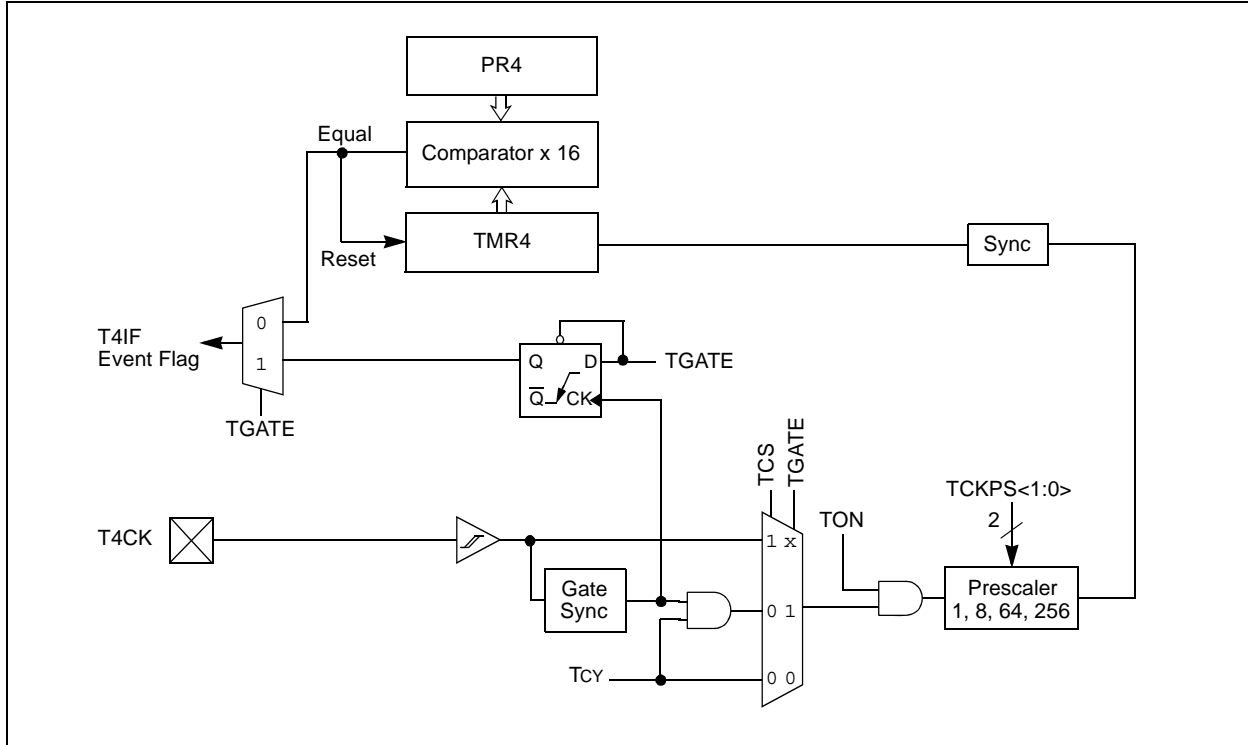 PR4
Equal
Comparator x 16
TMR4
Sync
Reset
0
T4IF
Event Flag
1
Q
D
TGATE
Q
CK
TGATE
TCS
TGATE
TCKPS<1:0>
2
TON
T4CK
1 x
Gate
Sync
0 1
Prescaler
1, 8, 64, 256
TCY
0 0